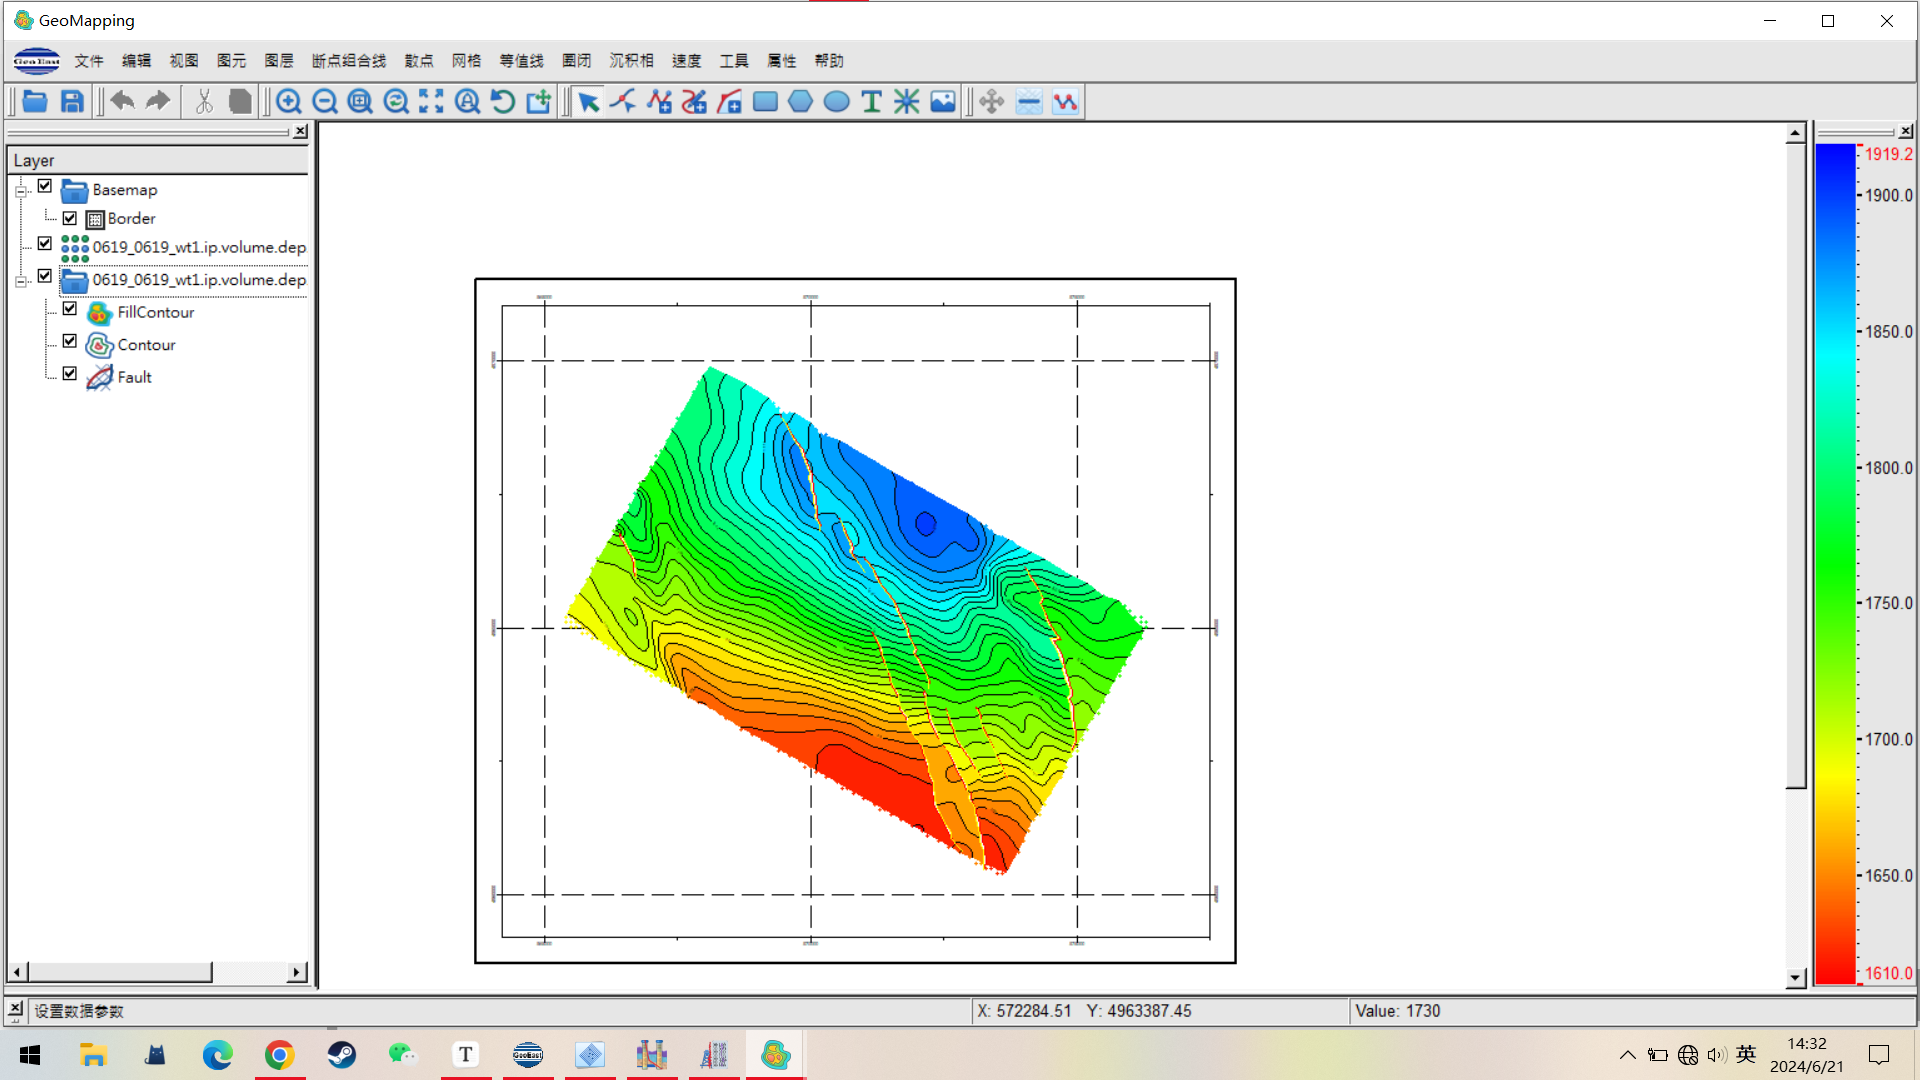 GeoMapping
GeoEast 文件 编辑 视图 图元 图层 断点组合线 散点 网格 等值线 圈闭 沉积相 速度 工具 属性 帮助
Layer
Basemap
Border
0619_0619_wt1.ip.volume.dep
0619_0619_wt1.ip.volume.dep
FillContour
Contour
Fault
1919.2
1900.0
1850.0
1800.0
1750.0
1700.0
1650.0
1610.0
设置数据参数
X: 572284.51 Y: 4963387.45
Value: 1730
T
GeoEast
英
14:32
2024/6/21